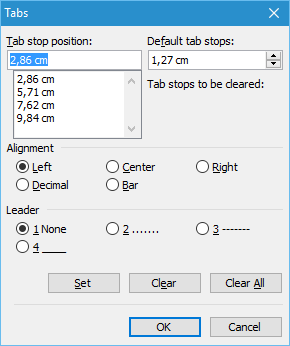 Tabs
Tab stop position: Default tab stops:
2,86 cm 1,27 cm
2,86 cm Tab stops to be cleared:
5,71 cm
7,62 cm
9,84 cm
Alignment
Left Center Right
Decimal Bar
Leader
1 None 2 ....... 3 -------
4 ____
Set Clear Clear All
OK Cancel